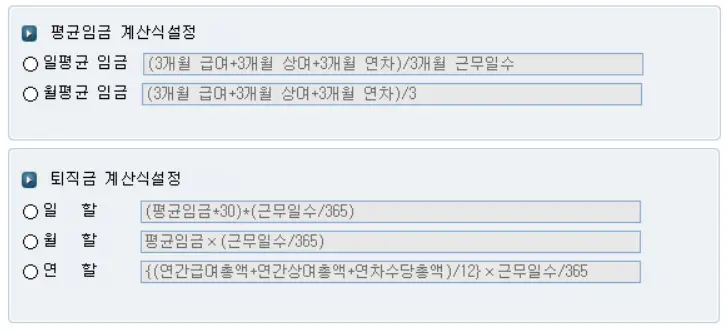 평균임금 계산식설정
일평균 임금 (3개월 급여+3개월 상여+3개월 연차)/3개월 근무일수
월평균 임금 (3개월 급여+3개월 상여+3개월 연차)/3
퇴직금 계산식설정
일 할 (평균임금*30)*(근무일수/365)
월 할 평균임금×(근무일수/365)
연 할 {(연간급여총액+연간상여총액+연차수당총액)/12}×근무일수/365